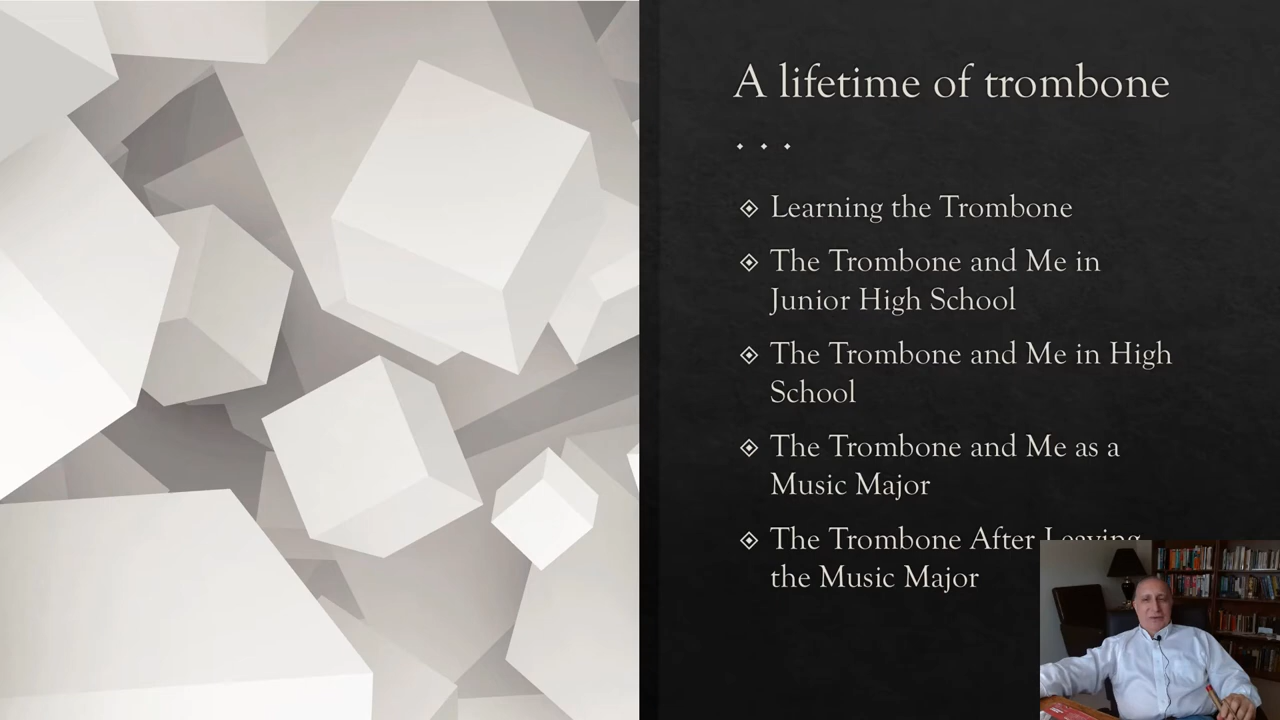 A lifetime of trombone
. . .
Learning the Trombone
The Trombone and Me in
Junior High School
The Trombone and Me in High
School
The Trombone and Me as a
Music Major
The Trombone After Leaving
the Music Major